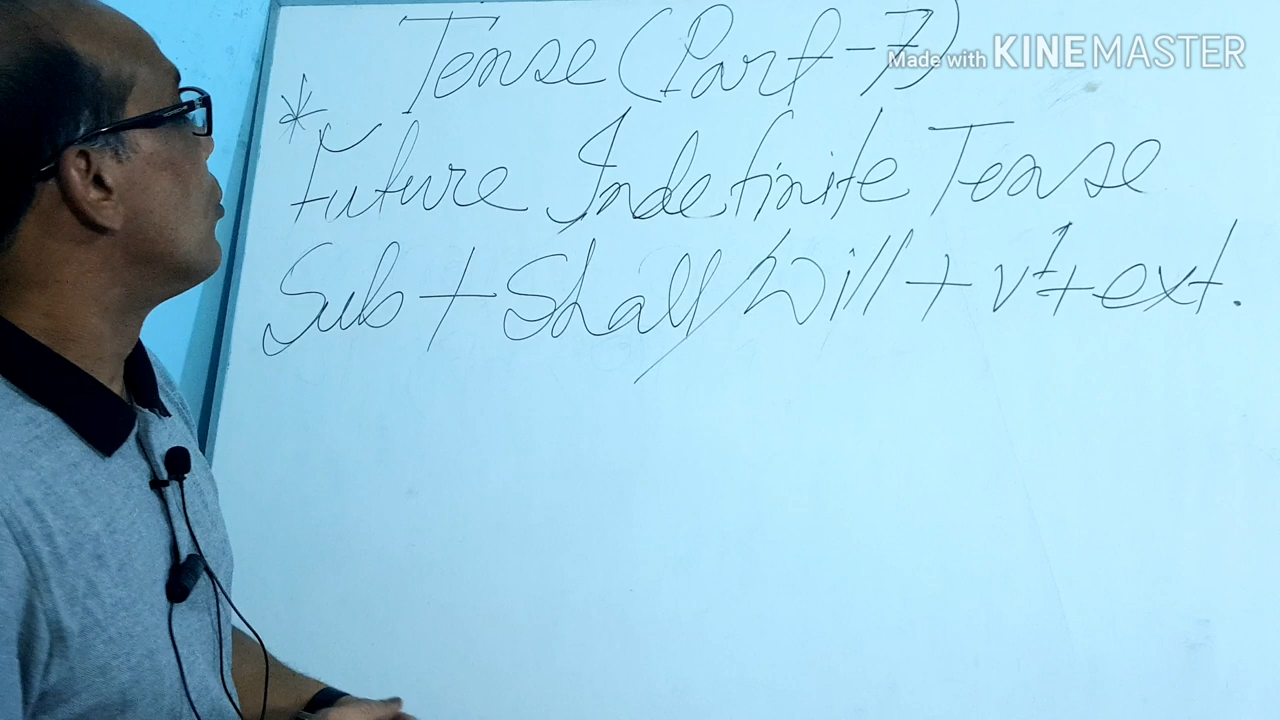 Tense (Part-7)
Made with KINEMASTER
* Future Indefinite Tense
Sub + Shall/Will + V1 + ext.